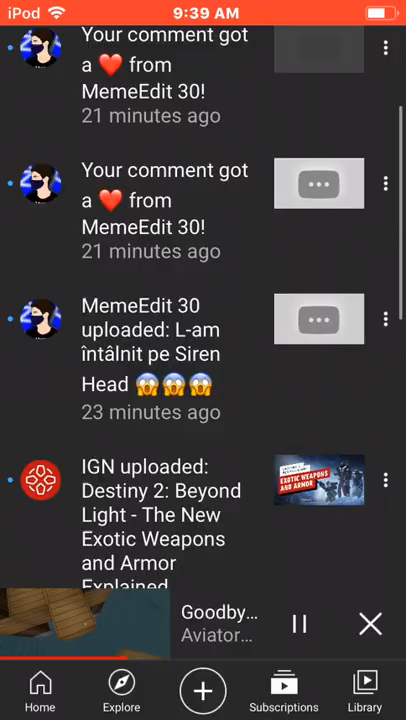 iPod
9:39 AM
Your comment got
a ❤️ from
MemeEdit 30!
21 minutes ago
Your comment got
a ❤️ from
MemeEdit 30!
21 minutes ago
MemeEdit 30
uploaded: L-am
întâlnit pe Siren
Head 😱😱😱
23 minutes ago
IGN uploaded:
Destiny 2: Beyond
Light - The New
Exotic Weapons
and Armor
Explained
EXOTIC WEAPONS
AND ARMOR
Goodby...
Aviator...
Home
Explore
Subscriptions
Library